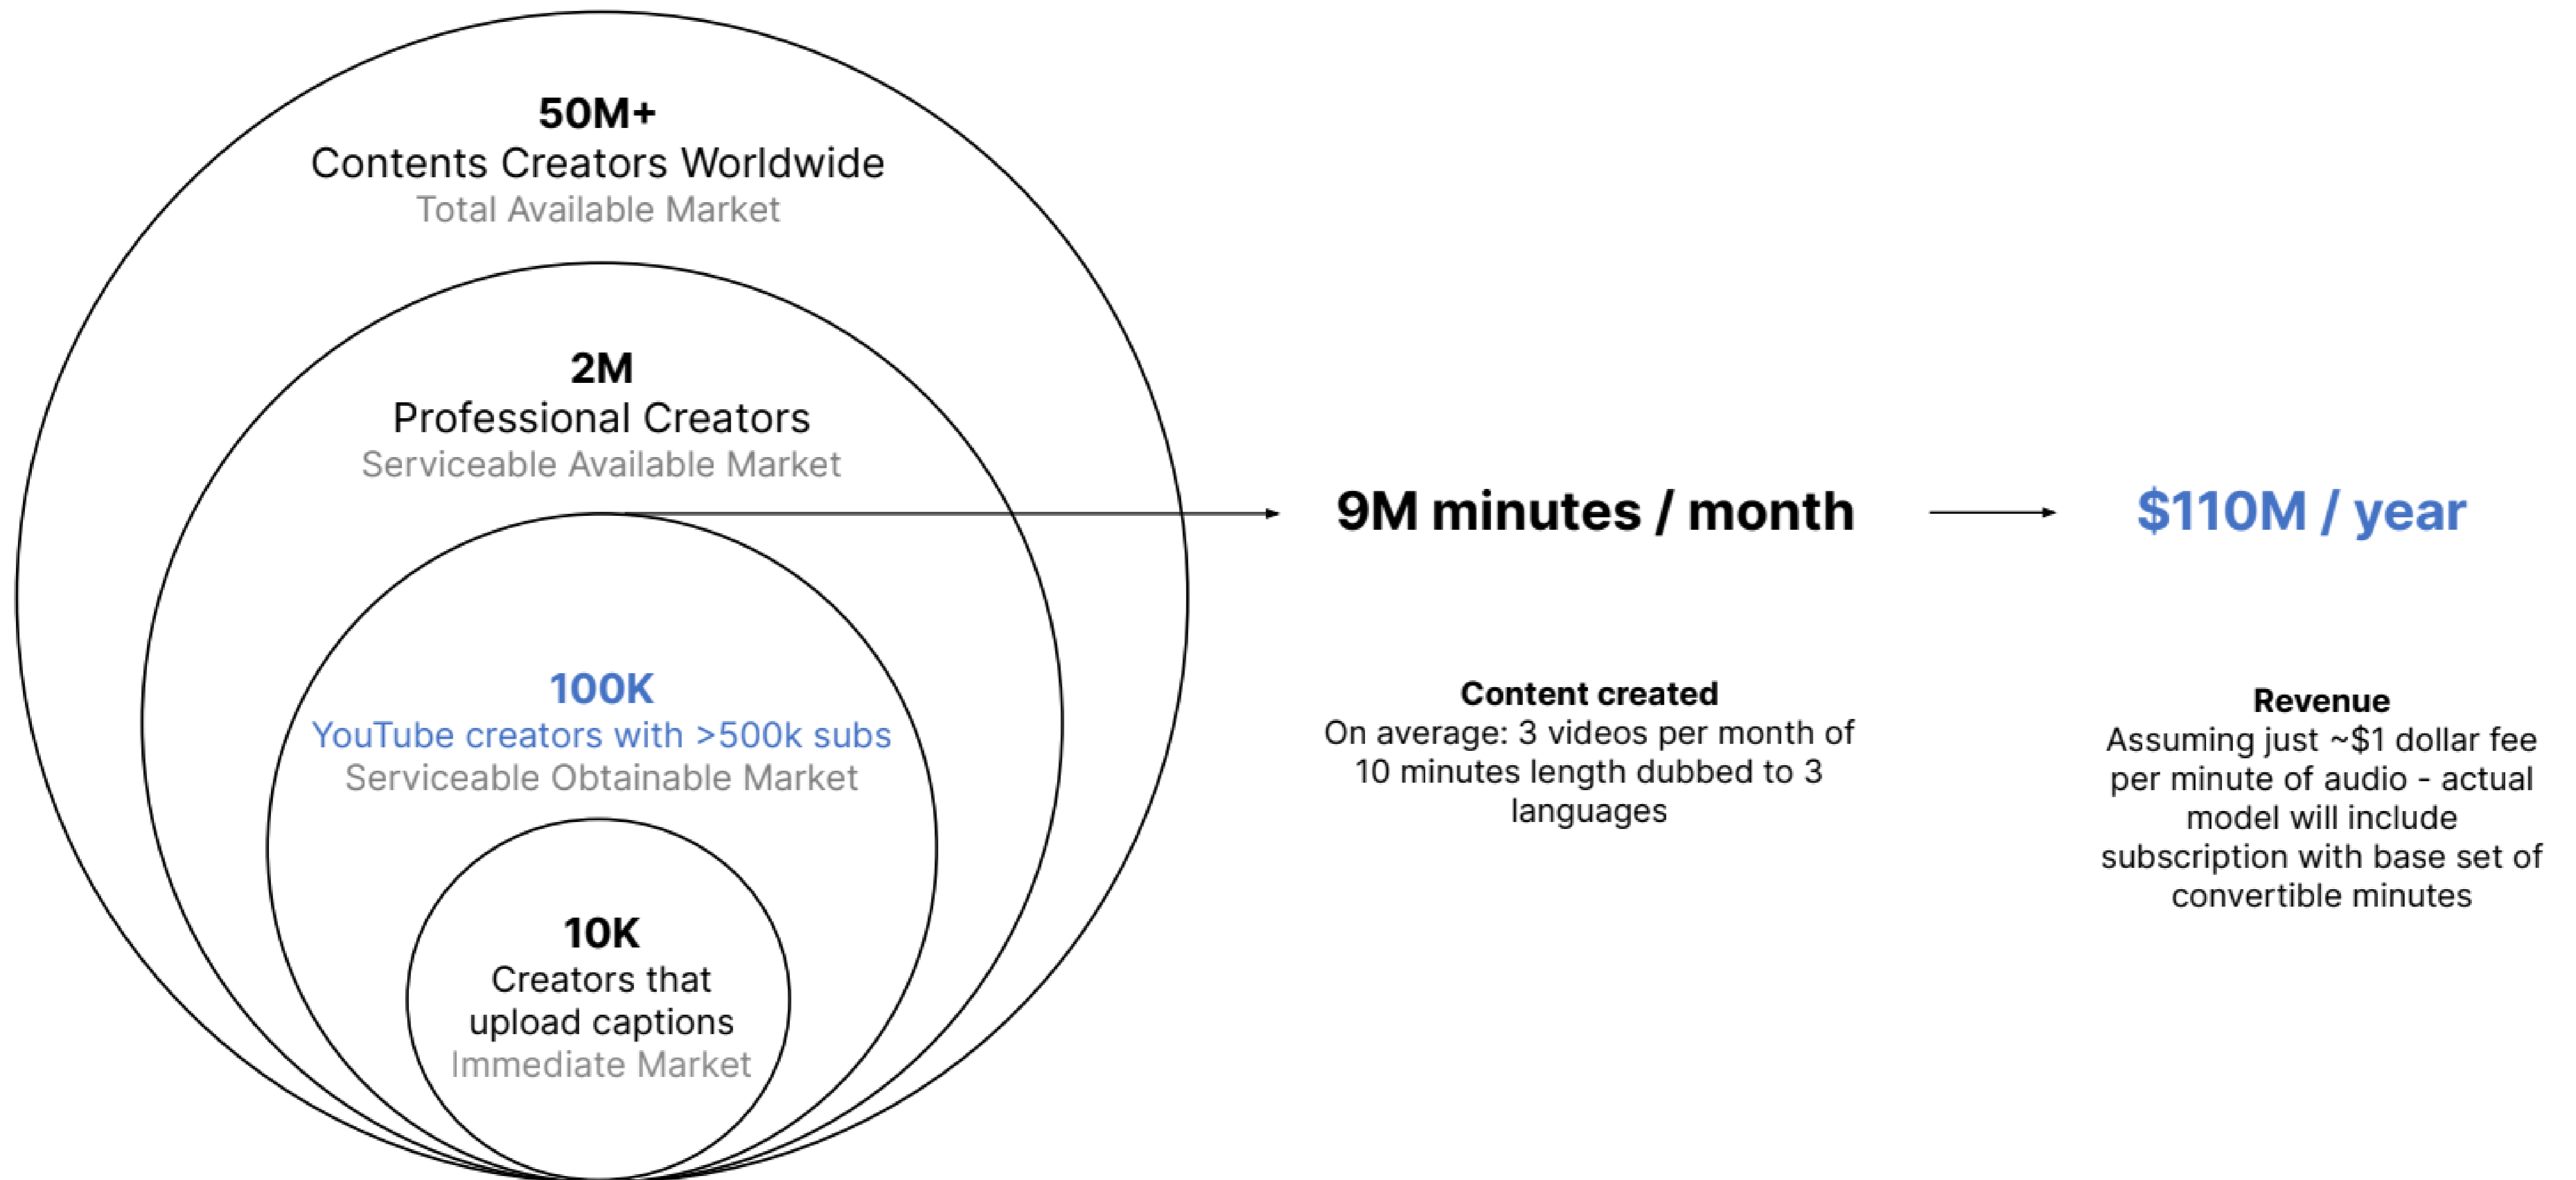 50M+
Contents Creators Worldwide
Total Available Market
2M
Professional Creators
Serviceable Available Market
100K
YouTube creators with >500k subs
Serviceable Obtainable Market
10K
Creators that
upload captions
Immediate Market
9M minutes / month
Content created
On average: 3 videos per month of
10 minutes length dubbed to 3
languages
$110M / year
Revenue
Assuming just ~$1 dollar fee
per minute of audio - actual
model will include
subscription with base set of
convertible minutes